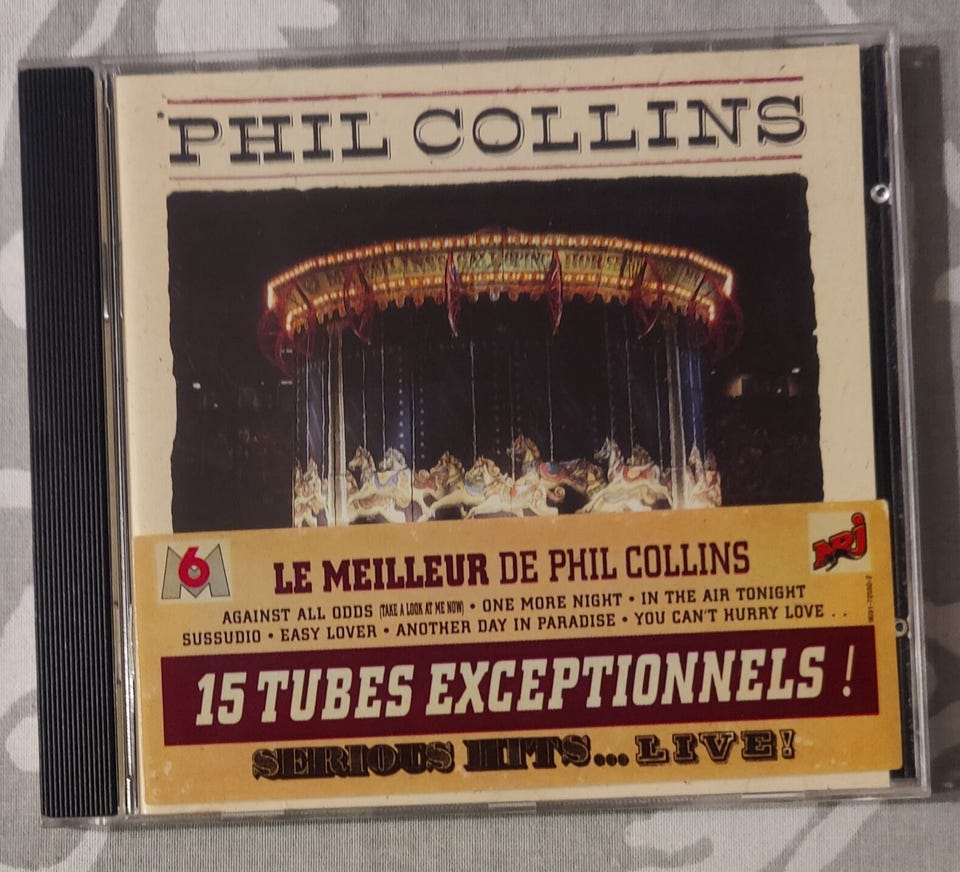 PHIL COLLINS
M6
NRJ
LE MEILLEUR DE PHIL COLLINS
AGAINST ALL ODDS (TAKE A LOOK AT ME NOW) • ONE MORE NIGHT • IN THE AIR TONIGHT
SUSSUDIO • EASY LOVER • ANOTHER DAY IN PARADISE • YOU CAN'T HURRY LOVE . .
15 TUBES EXCEPTIONNELS !
SERIOUS HITS...LIVE!